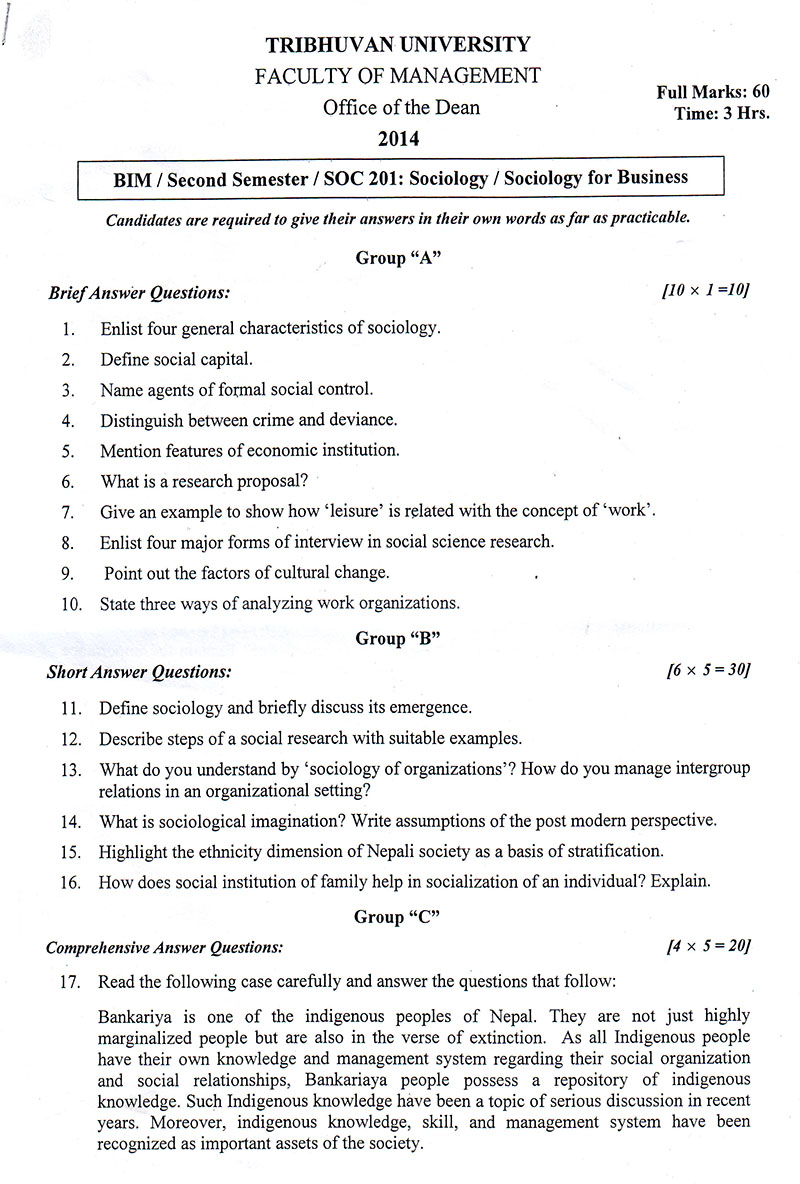 TRIBHUVAN UNIVERSITY
FACULTY OF MANAGEMENT
Office of the Dean
2014
Full Marks: 60
Time: 3 Hrs.
BIM / Second Semester / SOC 201: Sociology / Sociology for Business
Candidates are required to give their answers in their own words as far as practicable.
Group “A”
Brief Answer Questions: [10 × 1 =10]
1. Enlist four general characteristics of sociology.
2. Define social capital.
3. Name agents of formal social control.
4. Distinguish between crime and deviance.
5. Mention features of economic institution.
6. What is a research proposal?
7. Give an example to show how ‘leisure’ is related with the concept of ‘work’.
8. Enlist four major forms of interview in social science research.
9. Point out the factors of cultural change.
10. State three ways of analyzing work organizations.
Group “B”
Short Answer Questions: [6 × 5 = 30]
11. Define sociology and briefly discuss its emergence.
12. Describe steps of a social research with suitable examples.
13. What do you understand by ‘sociology of organizations’? How do you manage intergroup
relations in an organizational setting?
14. What is sociological imagination? Write assumptions of the post modern perspective.
15. Highlight the ethnicity dimension of Nepali society as a basis of stratification.
16. How does social institution of family help in socialization of an individual? Explain.
Group “C”
Comprehensive Answer Questions: [4 × 5 = 20]
17. Read the following case carefully and answer the questions that follow:
Bankariya is one of the indigenous peoples of Nepal. They are not just highly
marginalized people but are also in the verse of extinction. As all Indigenous people
have their own knowledge and management system regarding their social organization
and social relationships, Bankariaya people possess a repository of indigenous
knowledge. Such Indigenous knowledge have been a topic of serious discussion in recent
years. Moreover, indigenous knowledge, skill, and management system have been
recognized as important assets of the society.